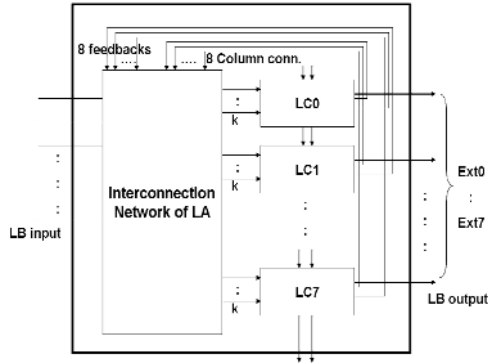 8 feedbacks
.... .... 8 Column conn.
LC0
:
k
LC1
:
k
Ext0
:
Ext7
Interconnection
Network of LA
LB input
:
k
LC7
LB output